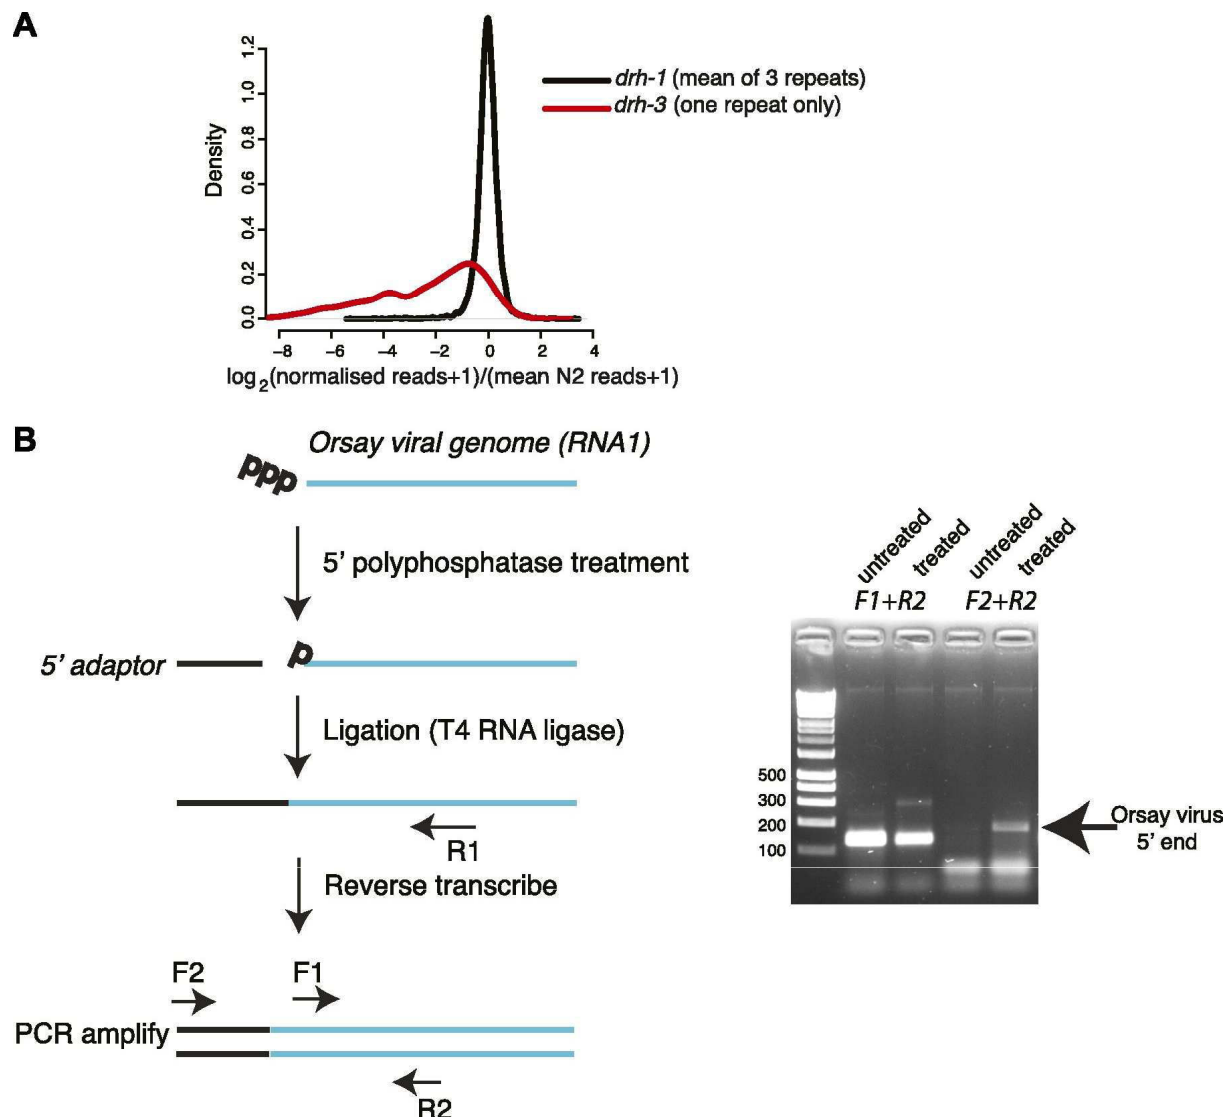 A
Density
0.0
0.2
0.4
0.6
0.8
1.0
1.2
drh-1 (mean of 3 repeats)
drh-3 (one repeat only)
−8 −6 −4 −2 0 2 4
log2(normalised reads+1)/(mean N2 reads+1)
B
Orsay viral genome (RNA1)
ppp
5’ polyphosphatase treatment
5’ adaptor
p
Ligation (T4 RNA ligase)
R1
Reverse transcribe
F2
F1
PCR amplify
R2
untreated
treated
untreated
treated
F1+R2
F2+R2
500
300
200
100
Orsay virus
5’ end